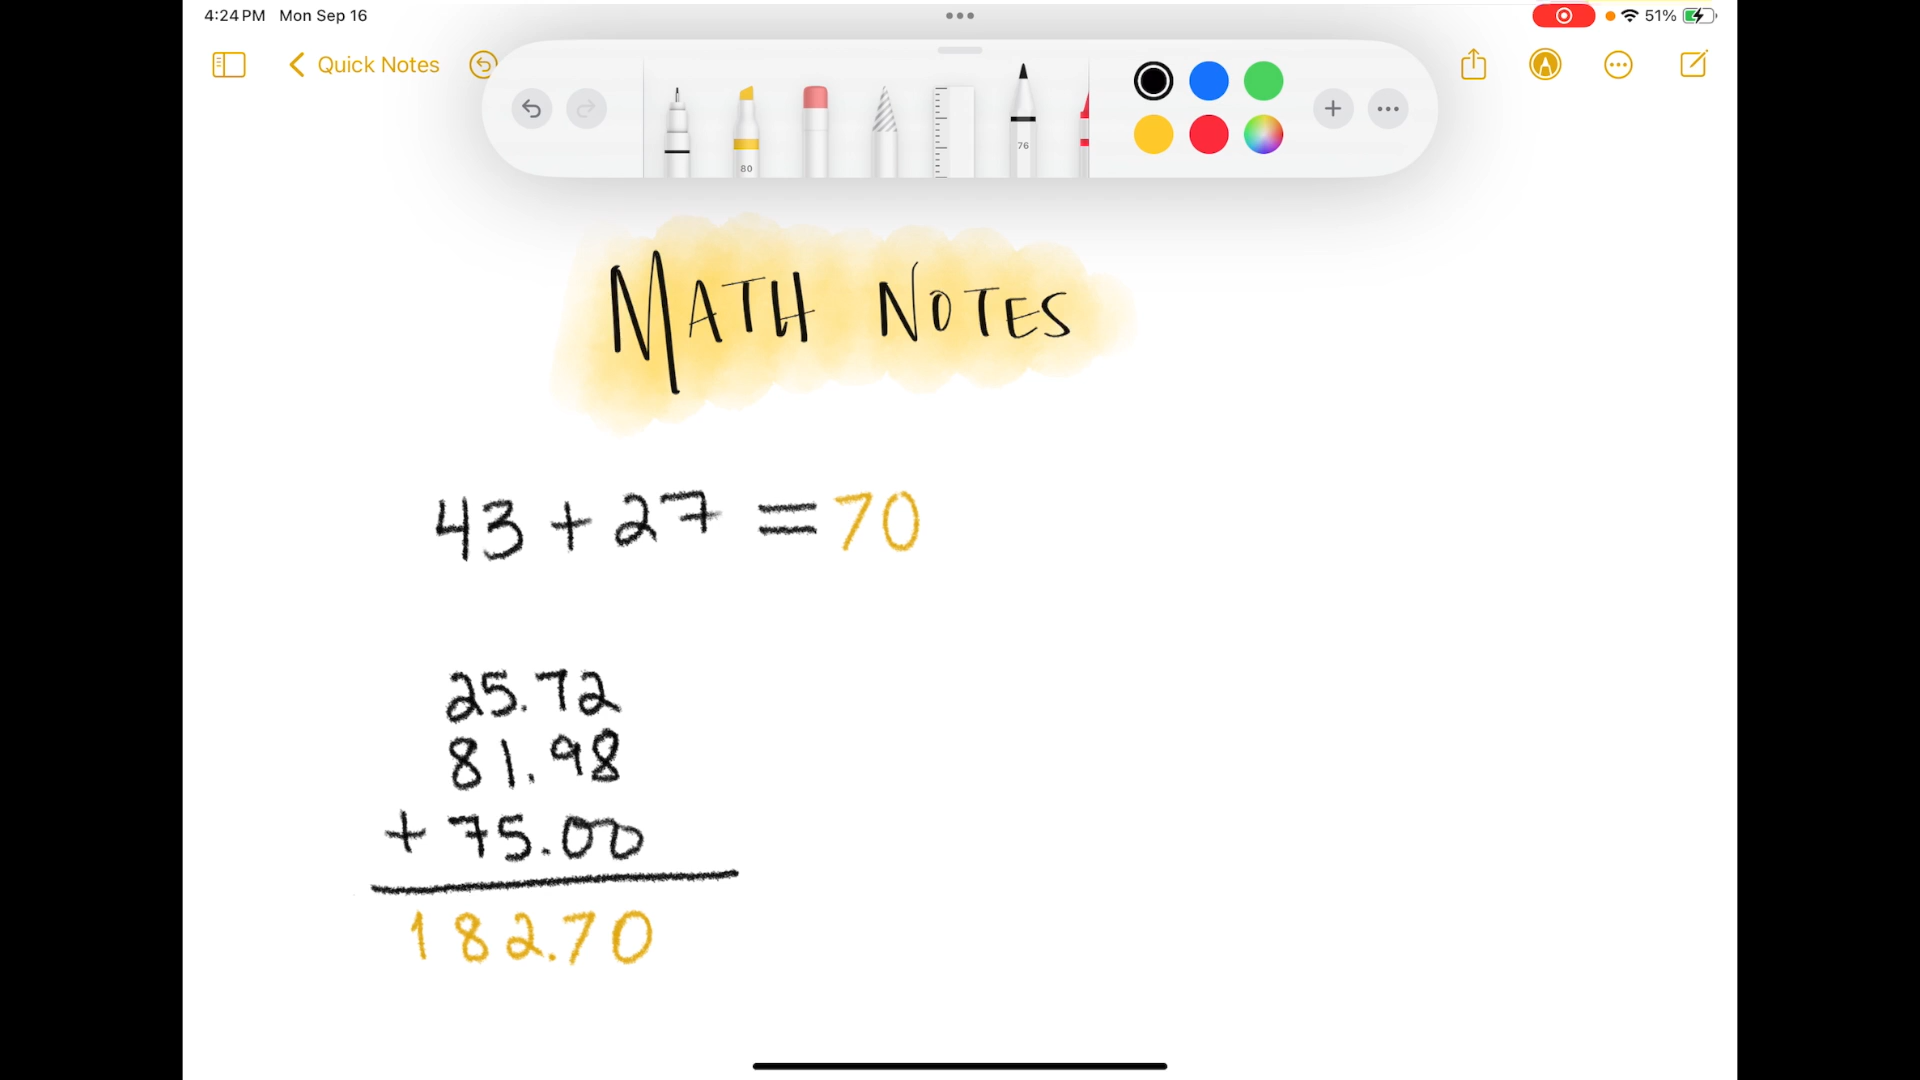 4:24 PM Mon Sep 16
51%
Quick Notes
80
76
MATH NOTES
43 + 27 = 70
25.72
81.98
+ 75.00
182.70